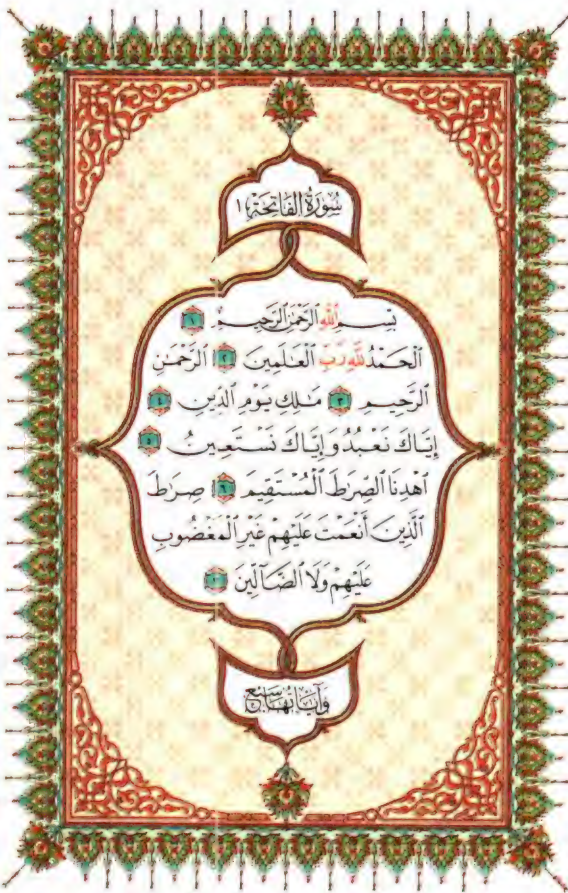 سُورَةُ الفَاتِحَةِ ١
بِسْمِ ٱللَّهِ ٱلرَّحْمَٰنِ ٱلرَّحِيمِ ١
ٱلْحَمْدُ لِلَّهِ رَبِّ ٱلْعَٰلَمِينَ ٢ ٱلرَّحْمَٰنِ
ٱلرَّحِيمِ ٣ مَٰلِكِ يَوْمِ ٱلدِّينِ ٤
إِيَّاكَ نَعْبُدُ وَإِيَّاكَ نَسْتَعِينُ ٥
ٱهْدِنَا ٱلصِّرَٰطَ ٱلْمُسْتَقِيمَ ٦ صِرَٰطَ
ٱلَّذِينَ أَنْعَمْتَ عَلَيْهِمْ غَيْرِ ٱلْمَغْضُوبِ
عَلَيْهِمْ وَلَا ٱلضَّآلِّينَ ٧
وَآيَاتُهَا سَبْعٌ